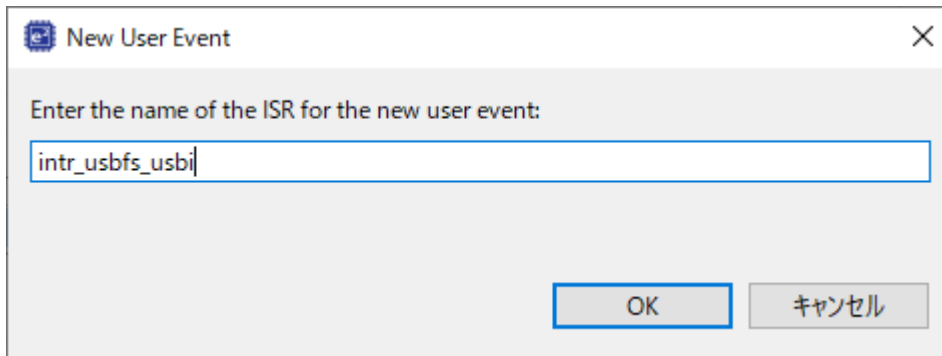 e² New User Event
Enter the name of the ISR for the new user event:
intr_usbfs_usbi
OK キャンセル